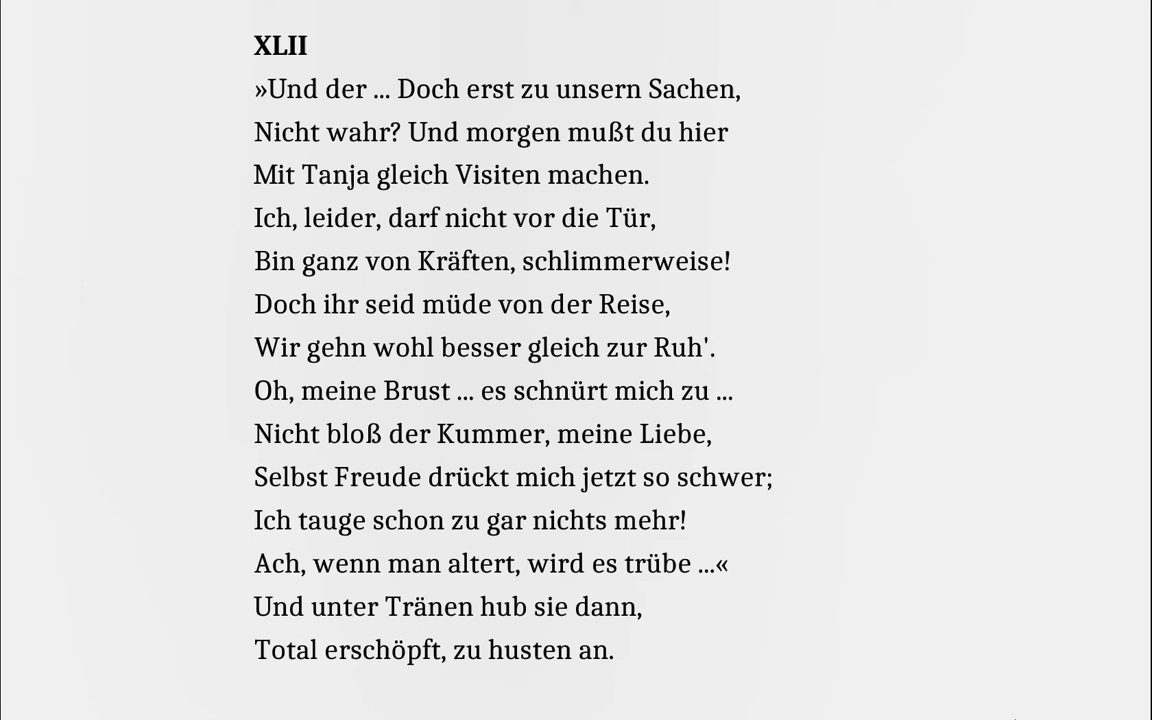 XLII
»Und der ... Doch erst zu unsern Sachen,
Nicht wahr? Und morgen mußt du hier
Mit Tanja gleich Visiten machen.
Ich, leider, darf nicht vor die Tür,
Bin ganz von Kräften, schlimmerweise!
Doch ihr seid müde von der Reise,
Wir gehn wohl besser gleich zur Ruh'.
Oh, meine Brust ... es schnürt mich zu ...
Nicht bloß der Kummer, meine Liebe,
Selbst Freude drückt mich jetzt so schwer;
Ich tauge schon zu gar nichts mehr!
Ach, wenn man altert, wird es trübe ...«
Und unter Tränen hub sie dann,
Total erschöpft, zu husten an.